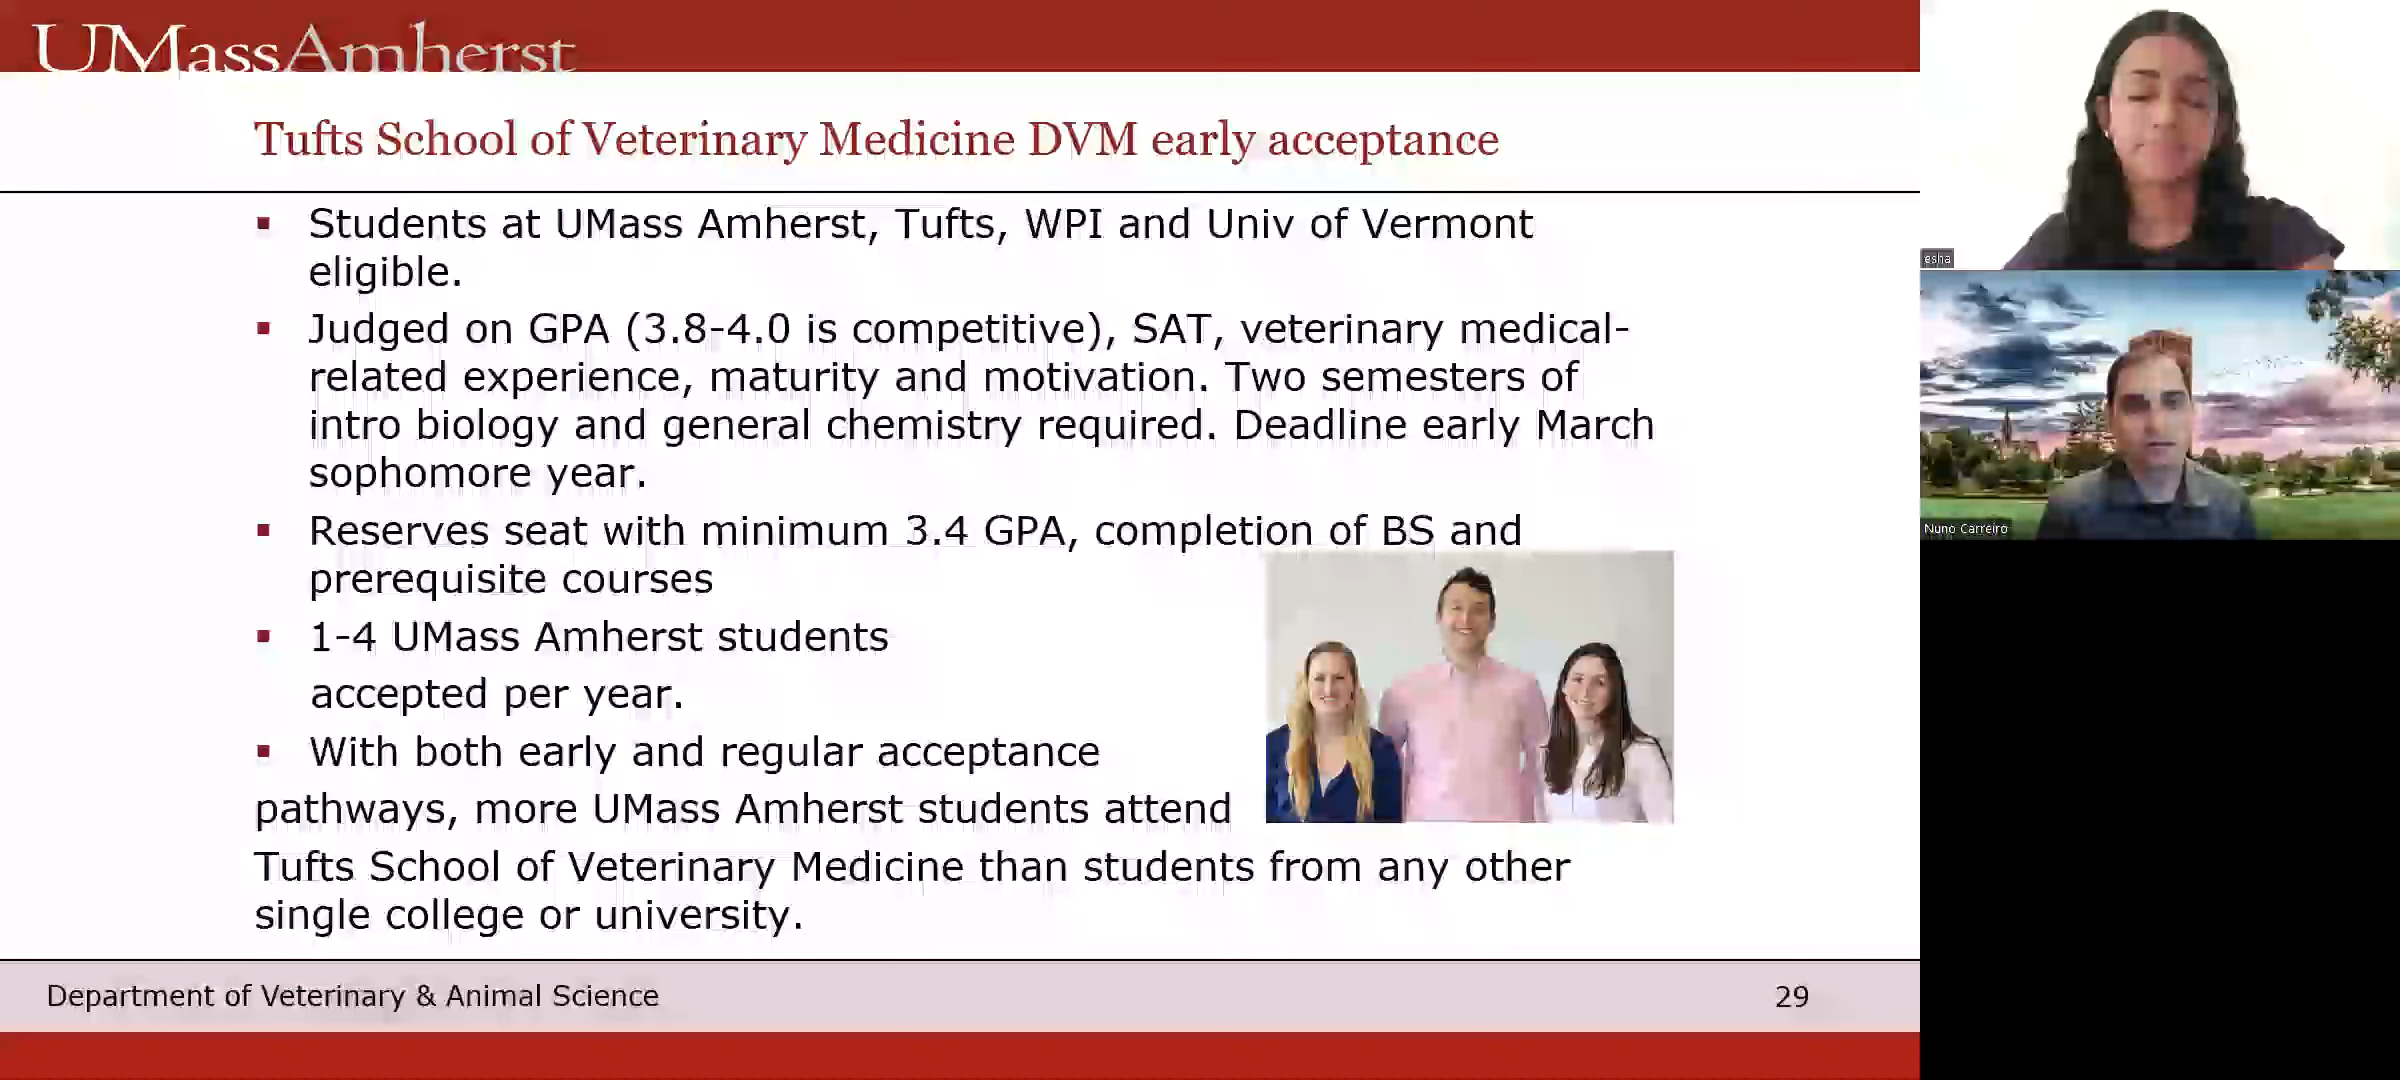 UMassAmherst
Tufts School of Veterinary Medicine DVM early acceptance
▪ Students at UMass Amherst, Tufts, WPI and Univ of Vermont
eligible.
▪ Judged on GPA (3.8-4.0 is competitive), SAT, veterinary medical-
related experience, maturity and motivation. Two semesters of
intro biology and general chemistry required. Deadline early March
sophomore year.
▪ Reserves seat with minimum 3.4 GPA, completion of BS and
prerequisite courses
▪ 1-4 UMass Amherst students
accepted per year.
▪ With both early and regular acceptance
pathways, more UMass Amherst students attend
Tufts School of Veterinary Medicine than students from any other
single college or university.
Department of Veterinary & Animal Science
29
esha
Nuno Carreiro